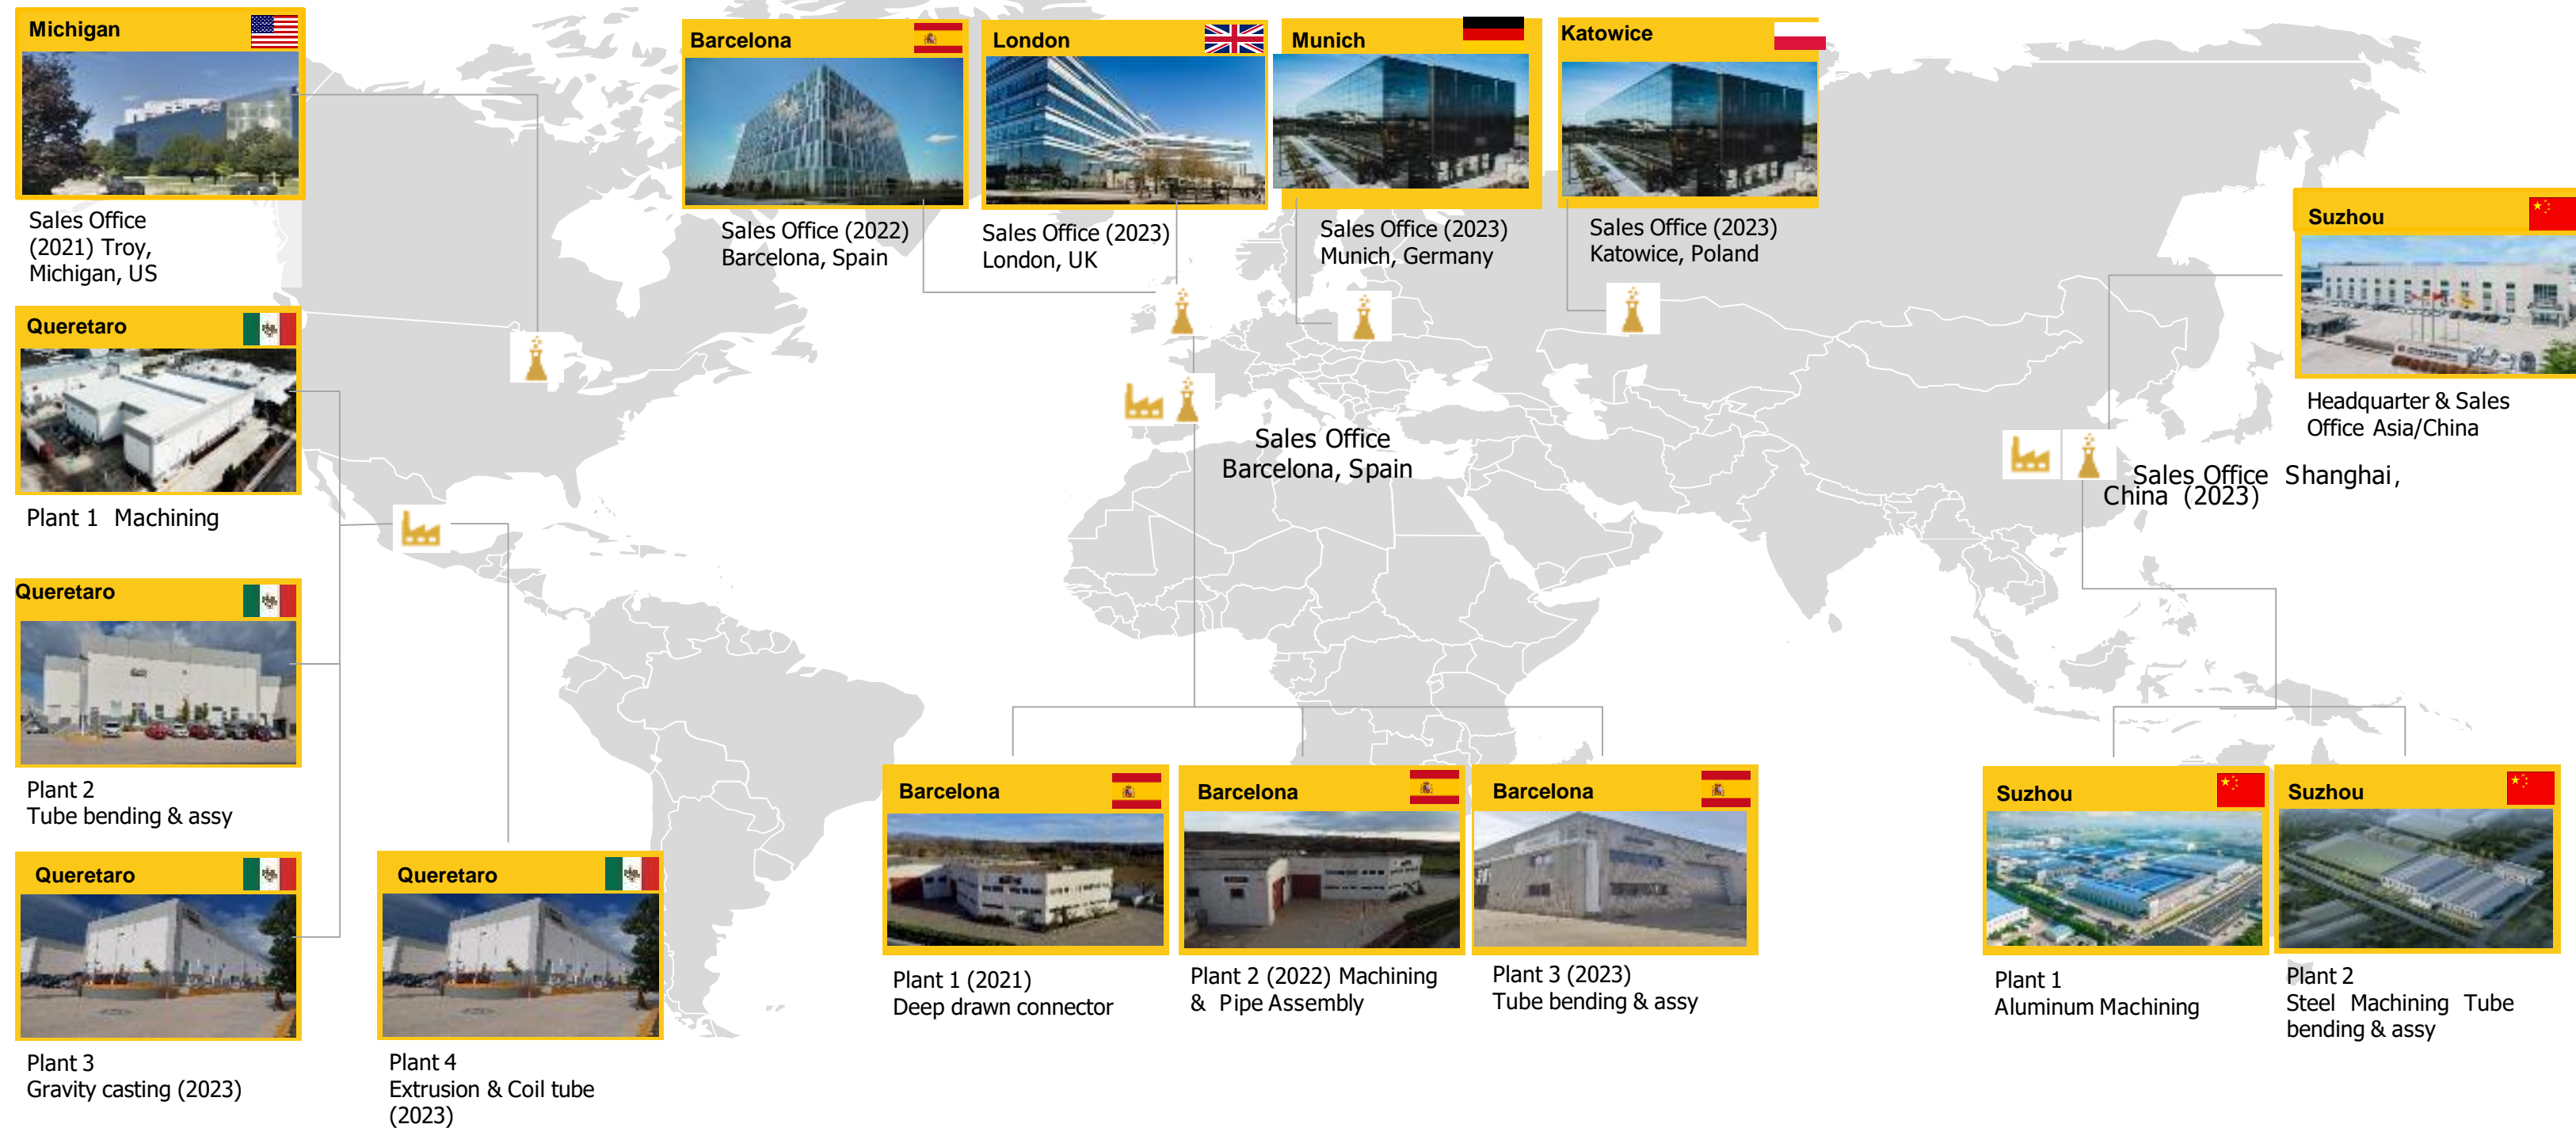 Michigan
Sales Office
(2021) Troy,
Michigan, US
Barcelona
Sales Office (2022)
Barcelona, Spain
London
Sales Office (2023)
London, UK
Munich
Sales Office (2023)
Munich, Germany
Katowice
Sales Office (2023)
Katowice, Poland
Suzhou
Headquarter & Sales
Office Asia/China
Queretaro
Plant 1 Machining
Sales Office
Barcelona, Spain
Sales Office Shanghai,
China (2023)
Queretaro
Plant 2
Tube bending & assy
Queretaro
Plant 3
Gravity casting (2023)
Queretaro
Plant 4
Extrusion & Coil tube
(2023)
Barcelona
Plant 1 (2021)
Deep drawn connector
Barcelona
Plant 2 (2022) Machining
& Pipe Assembly
Barcelona
Plant 3 (2023)
Tube bending & assy
Suzhou
Plant 1
Aluminum Machining
Suzhou
Plant 2
Steel Machining Tube
bending & assy